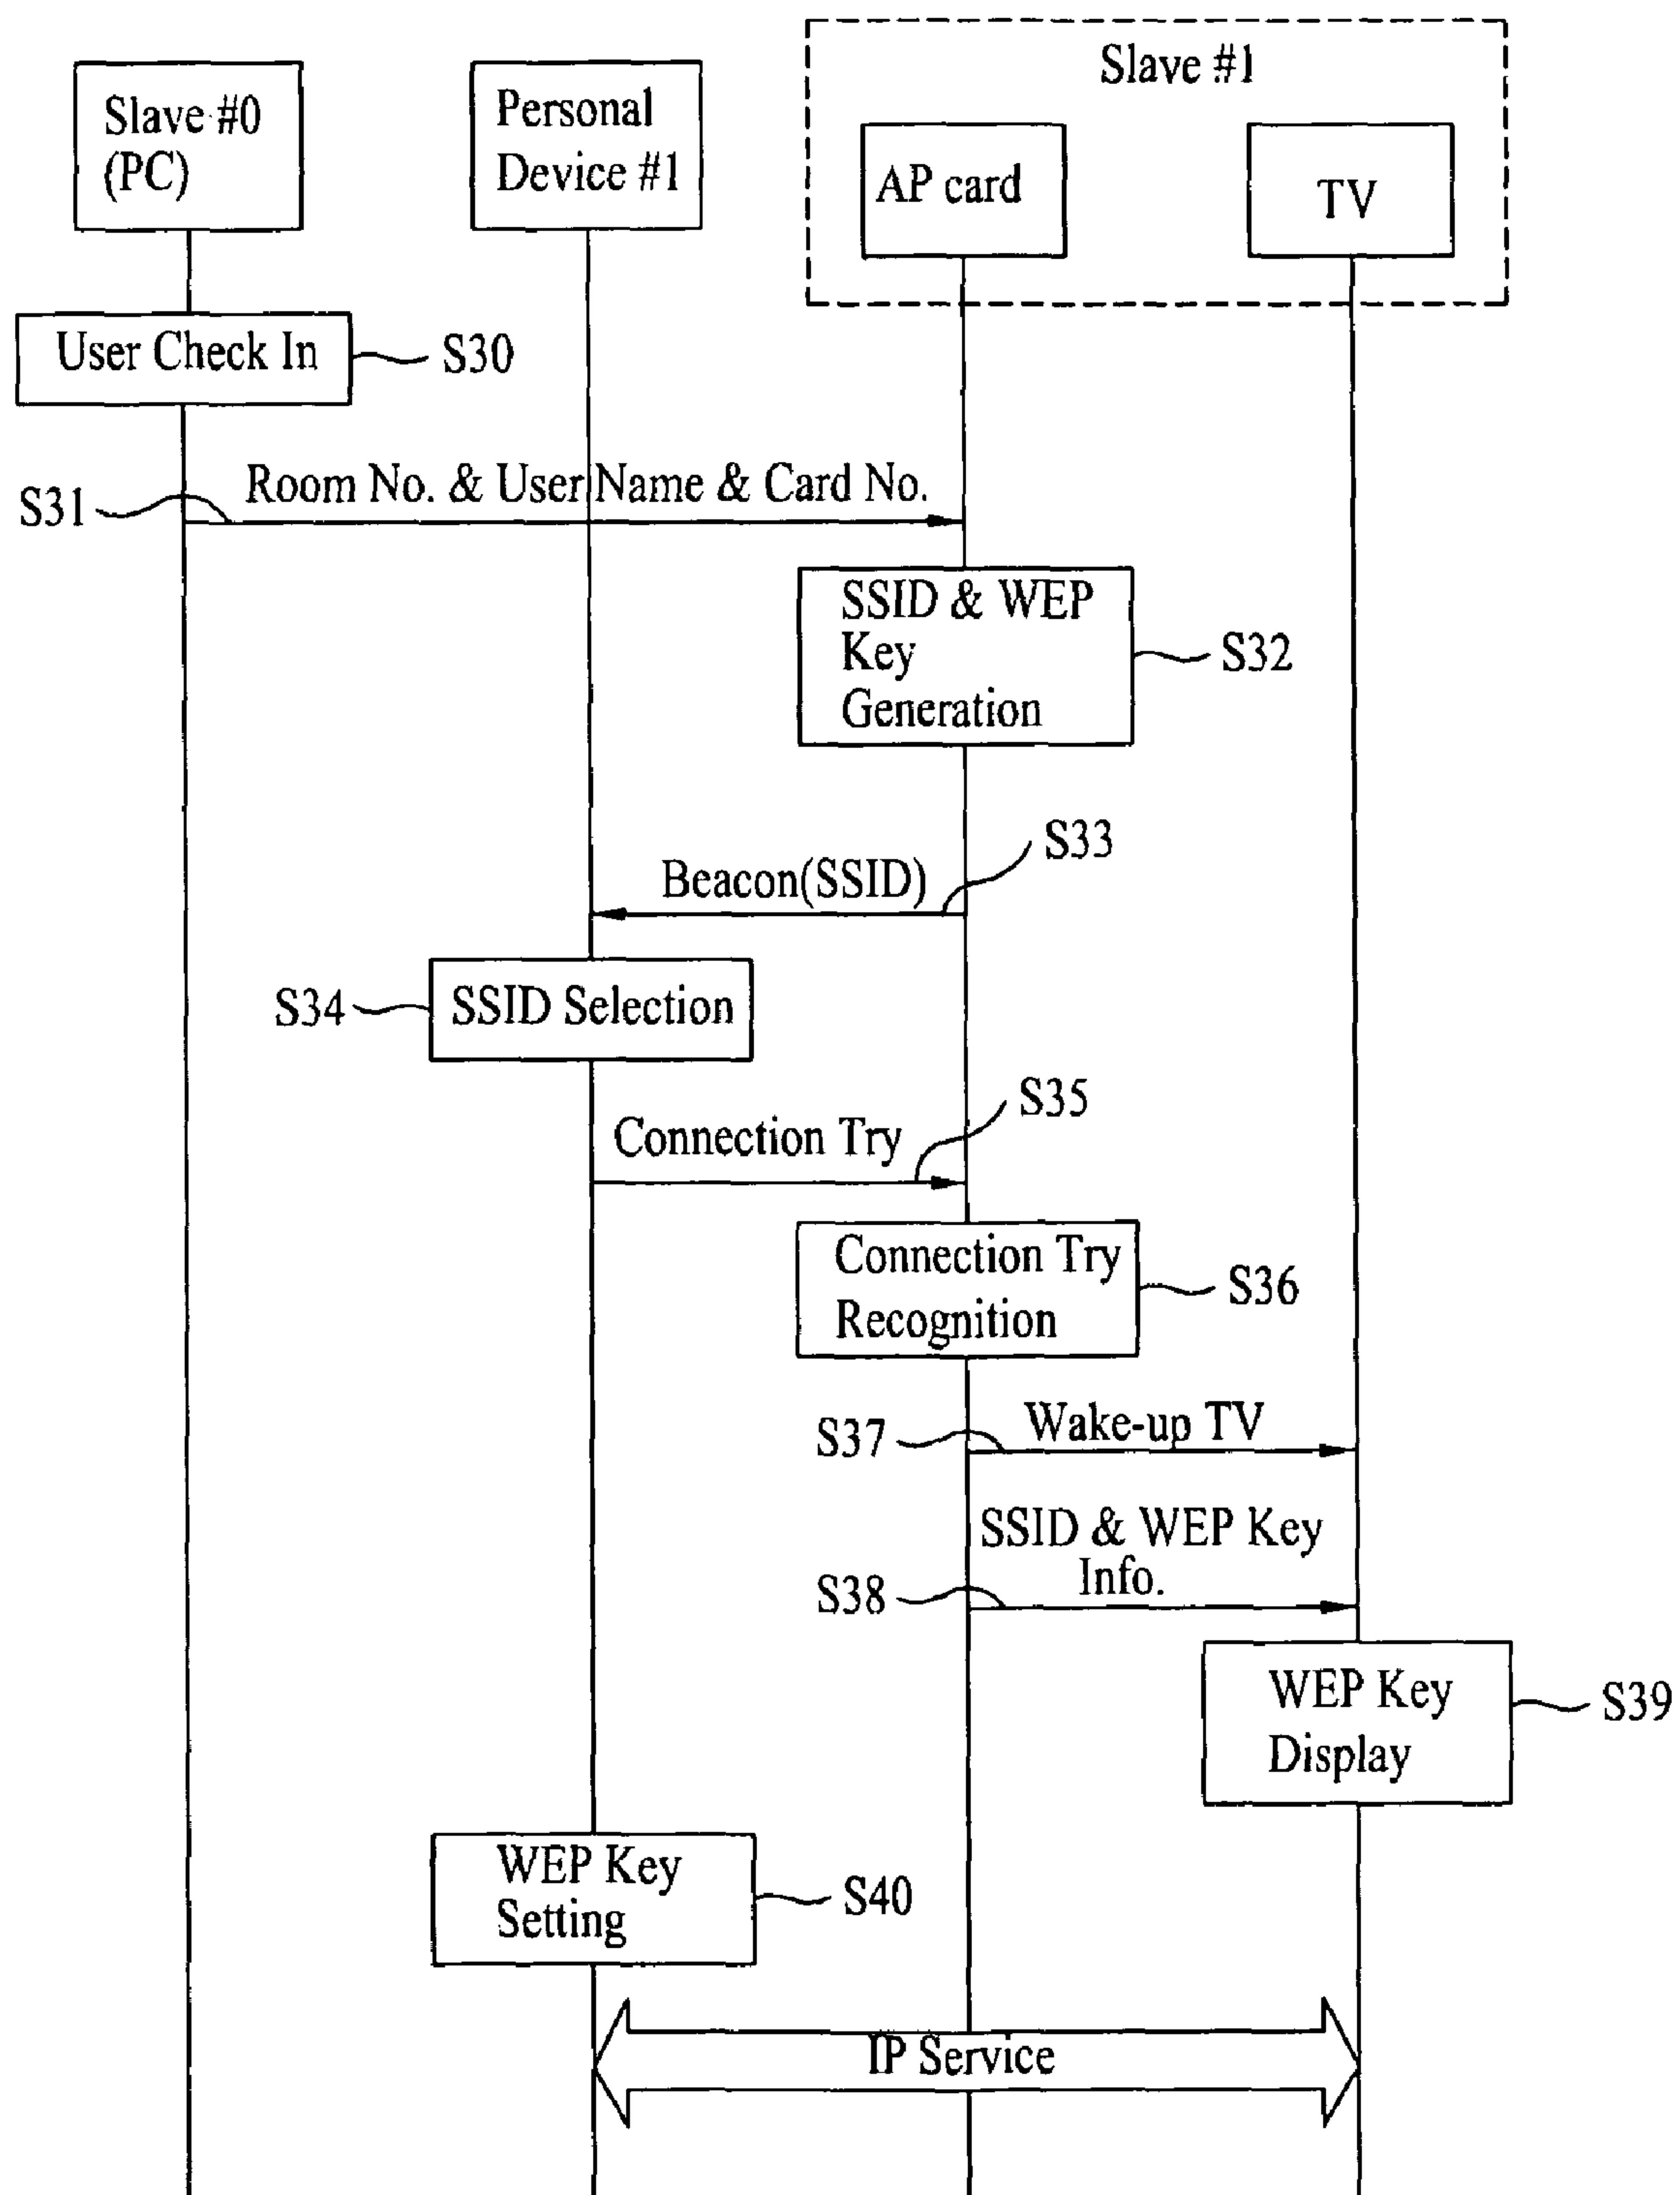 Slave #1
Slave #0
(PC)
Personal
Device #1
AP card
TV
User Check In
S30
Room No. & User Name & Card No.
S31
SSID & WEP
Key
Generation
S32
S33
Beacon(SSID)
S34
SSID Selection
S35
Connection Try
Connection Try
Recognition
S36
Wake-up TV
S37
SSID & WEP Key
Info.
S38
WEP Key
Display
S39
WEP Key
Setting
S40
IP Service